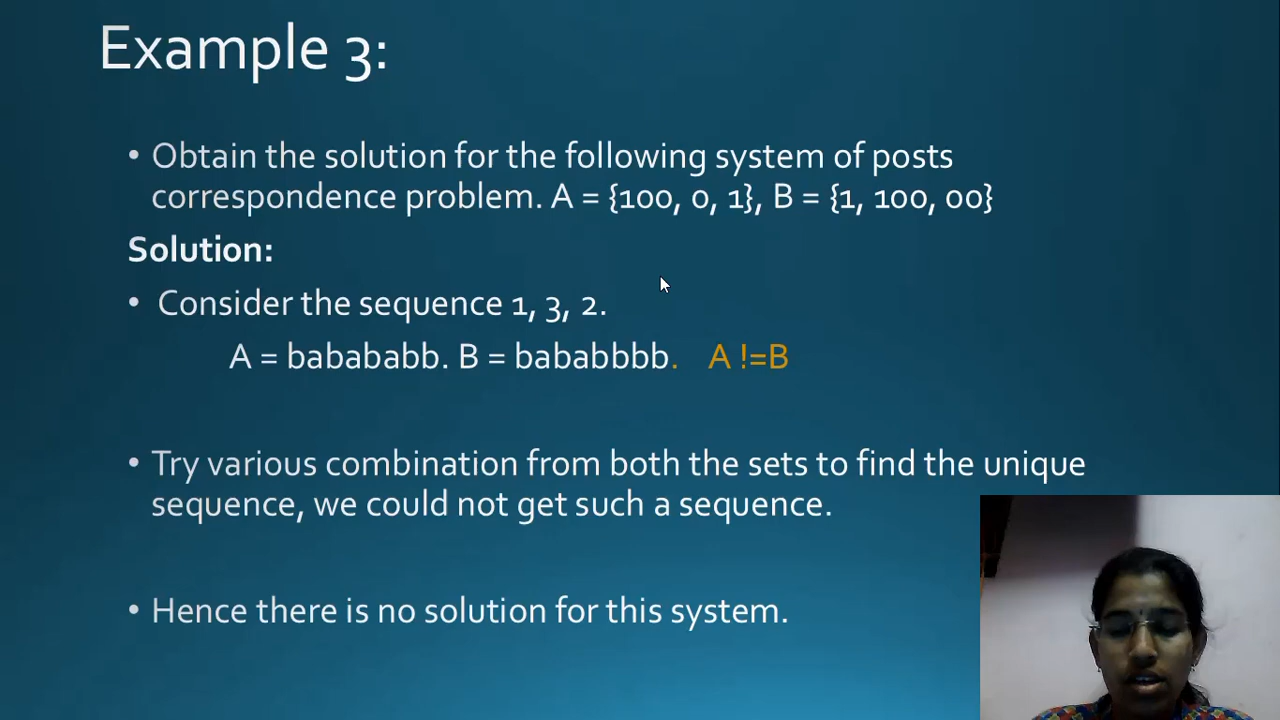 Example 3:
• Obtain the solution for the following system of posts
correspondence problem. A = {100, 0, 1}, B = {1, 100, 00}
Solution:
• Consider the sequence 1, 3, 2.
A = babababb. B = bababbbb. A !=B
• Try various combination from both the sets to find the unique
sequence, we could not get such a sequence.
• Hence there is no solution for this system.